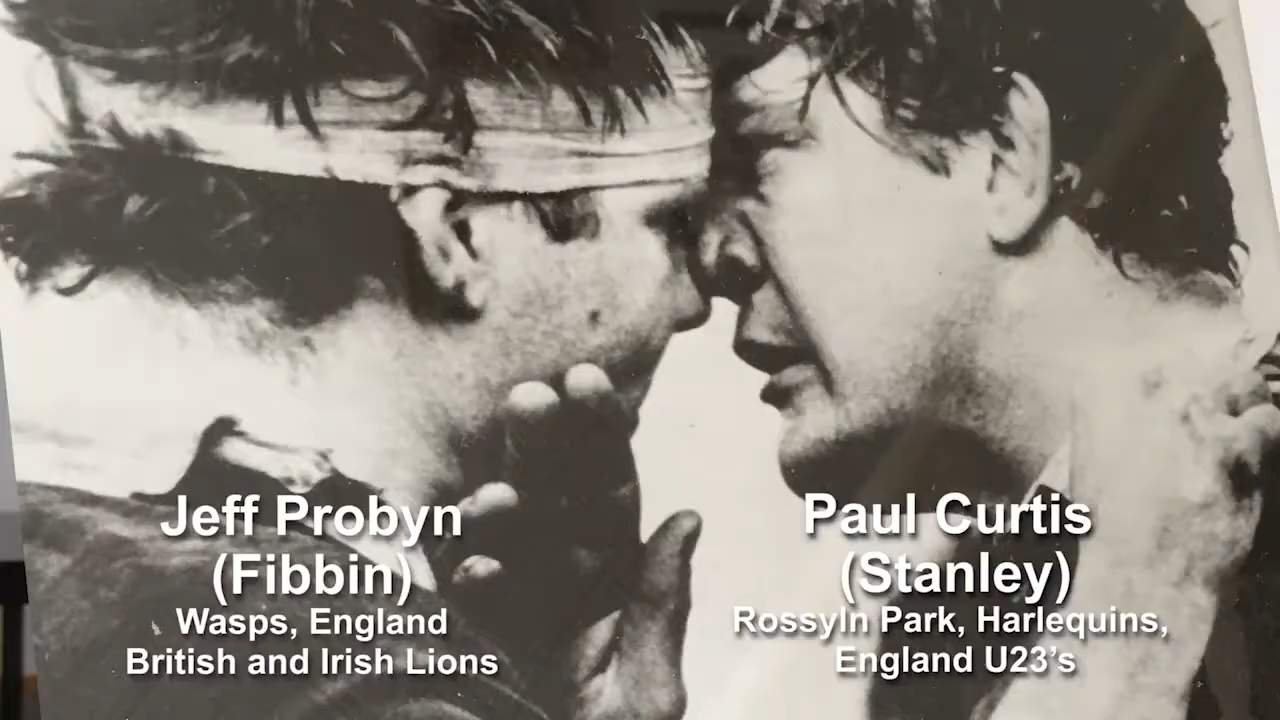 Jeff Probyn
(Fibbin)
Wasps, England
British and Irish Lions
Paul Curtis
(Stanley)
Rossyln Park, Harlequins,
England U23’s